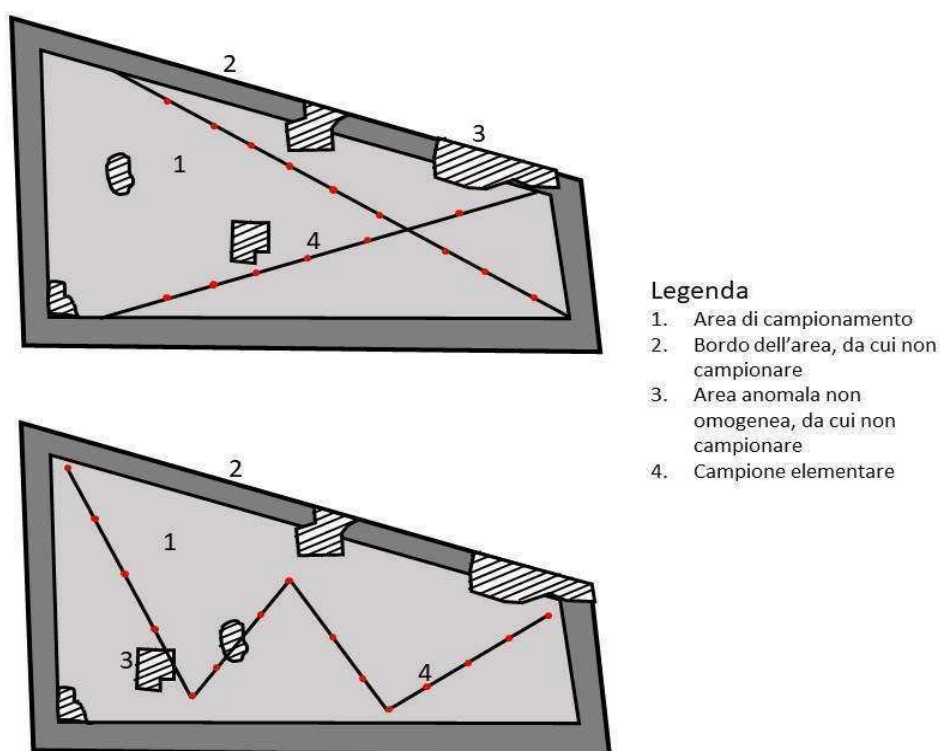 2
3
1
4
Legenda
1. Area di campionamento
2. Bordo dell'area, da cui non
campionare
3. Area anomala non
omogenea, da cui non
campionare
4. Campione elementare
2
1
3
4